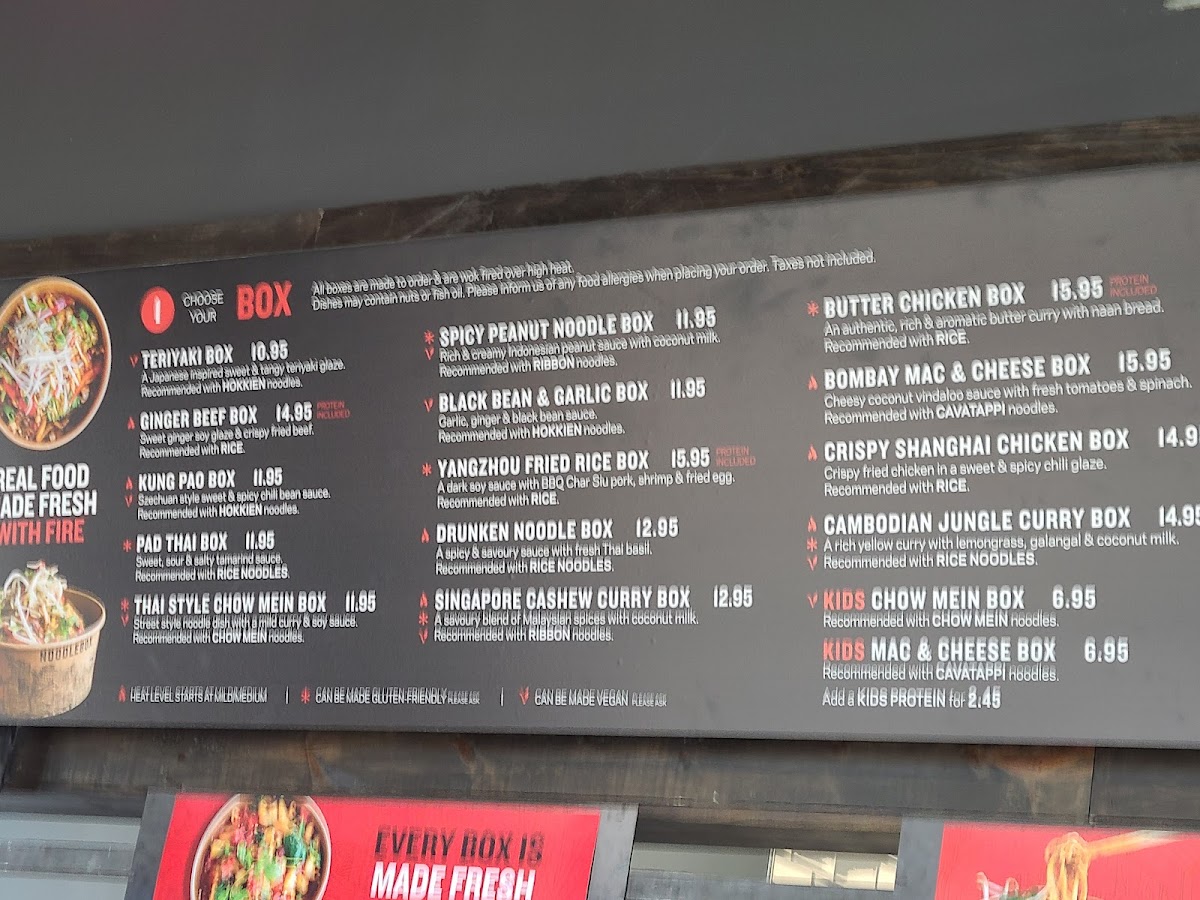 REAL FOOD
ADE FRESH
WITH FIRE
NOODLEBOX
1 CHOOSE YOUR BOX
All boxes are made to order & are wok fired over high heat.
Dishes may contain nuts or fish oil. Please inform us of any food allergies when placing your order. Taxes not included.
TERIYAKI BOX 10.95
A Japanese inspired sweet & tangy teriyaki glaze.
Recommended with HOKKIEN noodles.
GINGER BEEF BOX 14.95 PROTEIN INCLUDED
Sweet ginger soy glaze & crispy fried beef.
Recommended with RICE.
KUNG PAO BOX 11.95
Szechuan style sweet & spicy chili bean sauce.
Recommended with HOKKIEN noodles.
PAD THAI BOX 11.95
Sweet, sour & salty tamarind sauce.
Recommended with RICE NOODLES.
THAI STYLE CHOW MEIN BOX 11.95
Street style noodle dish with a mild curry & soy sauce.
Recommended with CHOW MEIN noodles.
SPICY PEANUT NOODLE BOX 11.95
Rich & creamy Indonesian peanut sauce with coconut milk.
Recommended with RIBBON noodles.
BLACK BEAN & GARLIC BOX 11.95
Garlic, ginger & black bean sauce.
Recommended with HOKKIEN noodles.
YANGZHOU FRIED RICE BOX 15.95 PROTEIN INCLUDED
A dark soy sauce with BBQ Char Siu pork, shrimp & fried egg.
Recommended with RICE.
DRUNKEN NOODLE BOX 12.95
A spicy & savoury sauce with fresh Thai basil.
Recommended with RICE NOODLES.
SINGAPORE CASHEW CURRY BOX 12.95
A savoury blend of Malaysian spices with coconut milk.
Recommended with RIBBON noodles.
BUTTER CHICKEN BOX 15.95 PROTEIN INCLUDED
An authentic, rich & aromatic butter curry with naan bread.
Recommended with RICE.
BOMBAY MAC & CHEESE BOX 15.95
Cheesy coconut vindaloo sauce with fresh tomatoes & spinach.
Recommended with CAVATAPPI noodles.
CRISPY SHANGHAI CHICKEN BOX 14.9
Crispy fried chicken in a sweet & spicy chili glaze.
Recommended with RICE.
CAMBODIAN JUNGLE CURRY BOX 14.95
A rich yellow curry with lemongrass, galangal & coconut milk.
Recommended with RICE NOODLES.
KIDS CHOW MEIN BOX 6.95
Recommended with CHOW MEIN noodles.
KIDS MAC & CHEESE BOX 6.95
Recommended with CAVATAPPI noodles.
Add a KIDS PROTEIN for 2.45
HEAT LEVEL STARTS AT MILD/MEDIUM | CAN BE MADE GLUTEN-FRIENDLY PLEASE ASK | CAN BE MADE VEGAN PLEASE ASK
EVERY BOX IS
MADE FRESH